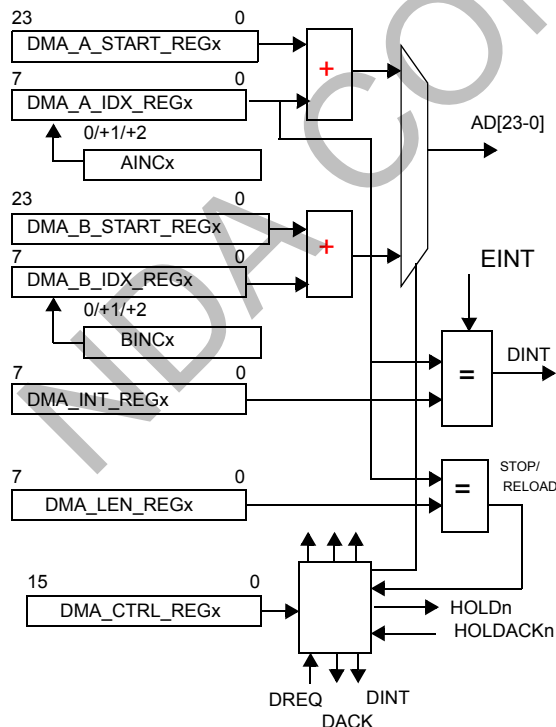 23 0
DMA_A_START_REGx
+
7 0
DMA_A_IDX_REGx
0/+1/+2
AINCx
AD[23-0]
23 0
DMA_B_START_REGx
+
7 0
DMA_B_IDX_REGx
0/+1/+2
BINCx
EINT
=
DINT
7 0
DMA_INT_REGx
STOP/
RELOAD
=
7 0
DMA_LEN_REGx
15 0
DMA_CTRL_REGx
HOLDn
HOLDACKn
DREQ DINT
DACK
NDA CON